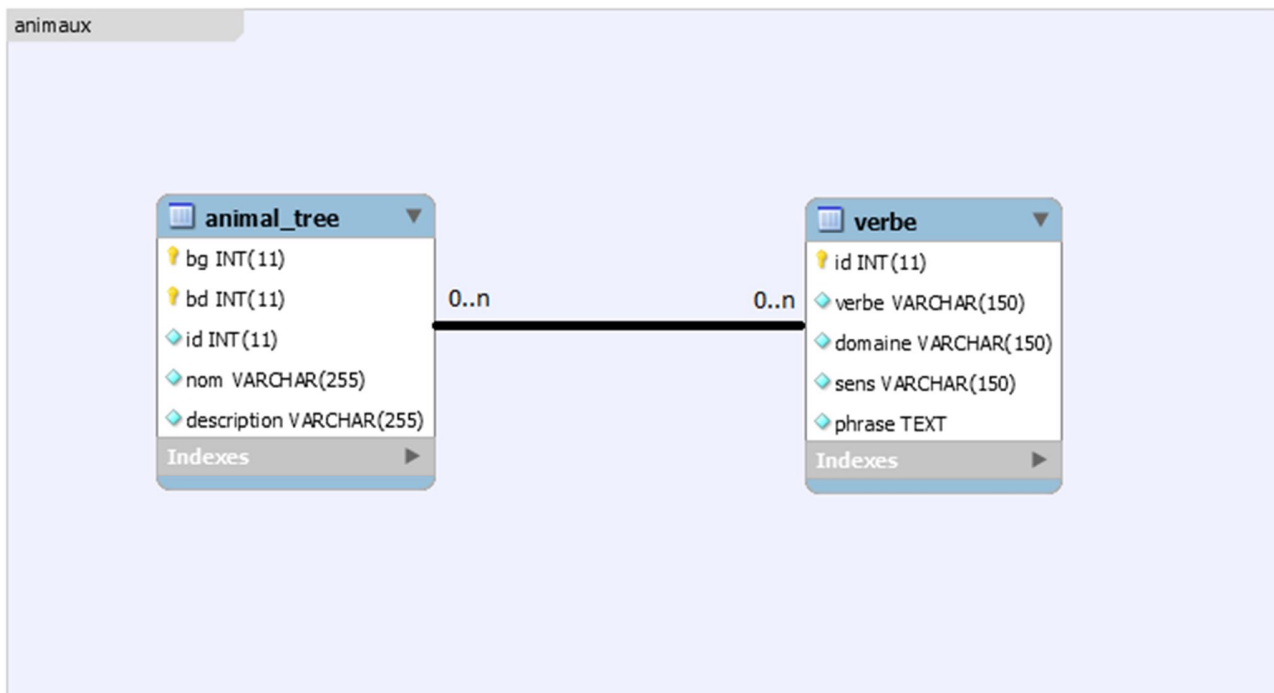 animaux
animal_tree
bg INT(11)
bd INT(11)
id INT(11)
nom VARCHAR(255)
description VARCHAR(255)
Indexes
0..n
0..n
verbe
id INT(11)
verbe VARCHAR(150)
domaine VARCHAR(150)
sens VARCHAR(150)
phrase TEXT
Indexes